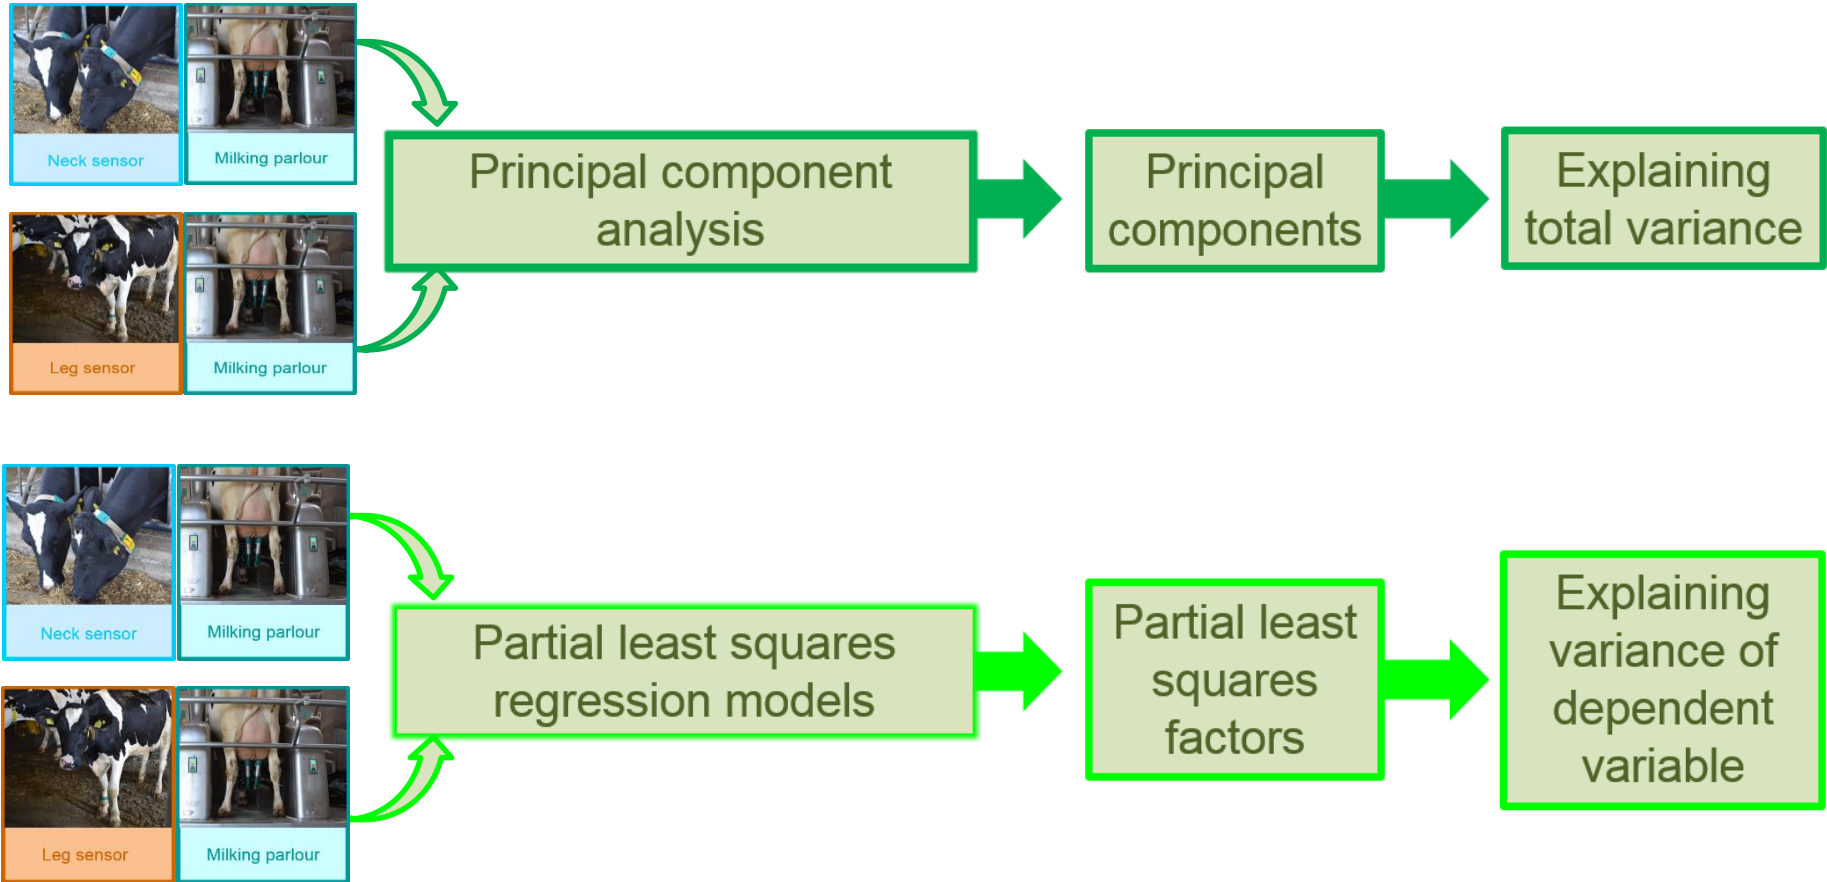 Neck sensor
Milking parlour
Principal component
analysis
Principal
components
Explaining
total variance
Leg sensor
Milking parlour
Neck sensor
Milking parlour
Partial least squares
regression models
Partial least
squares
factors
Explaining
variance of
dependent
variable
Leg sensor
Milking parlour